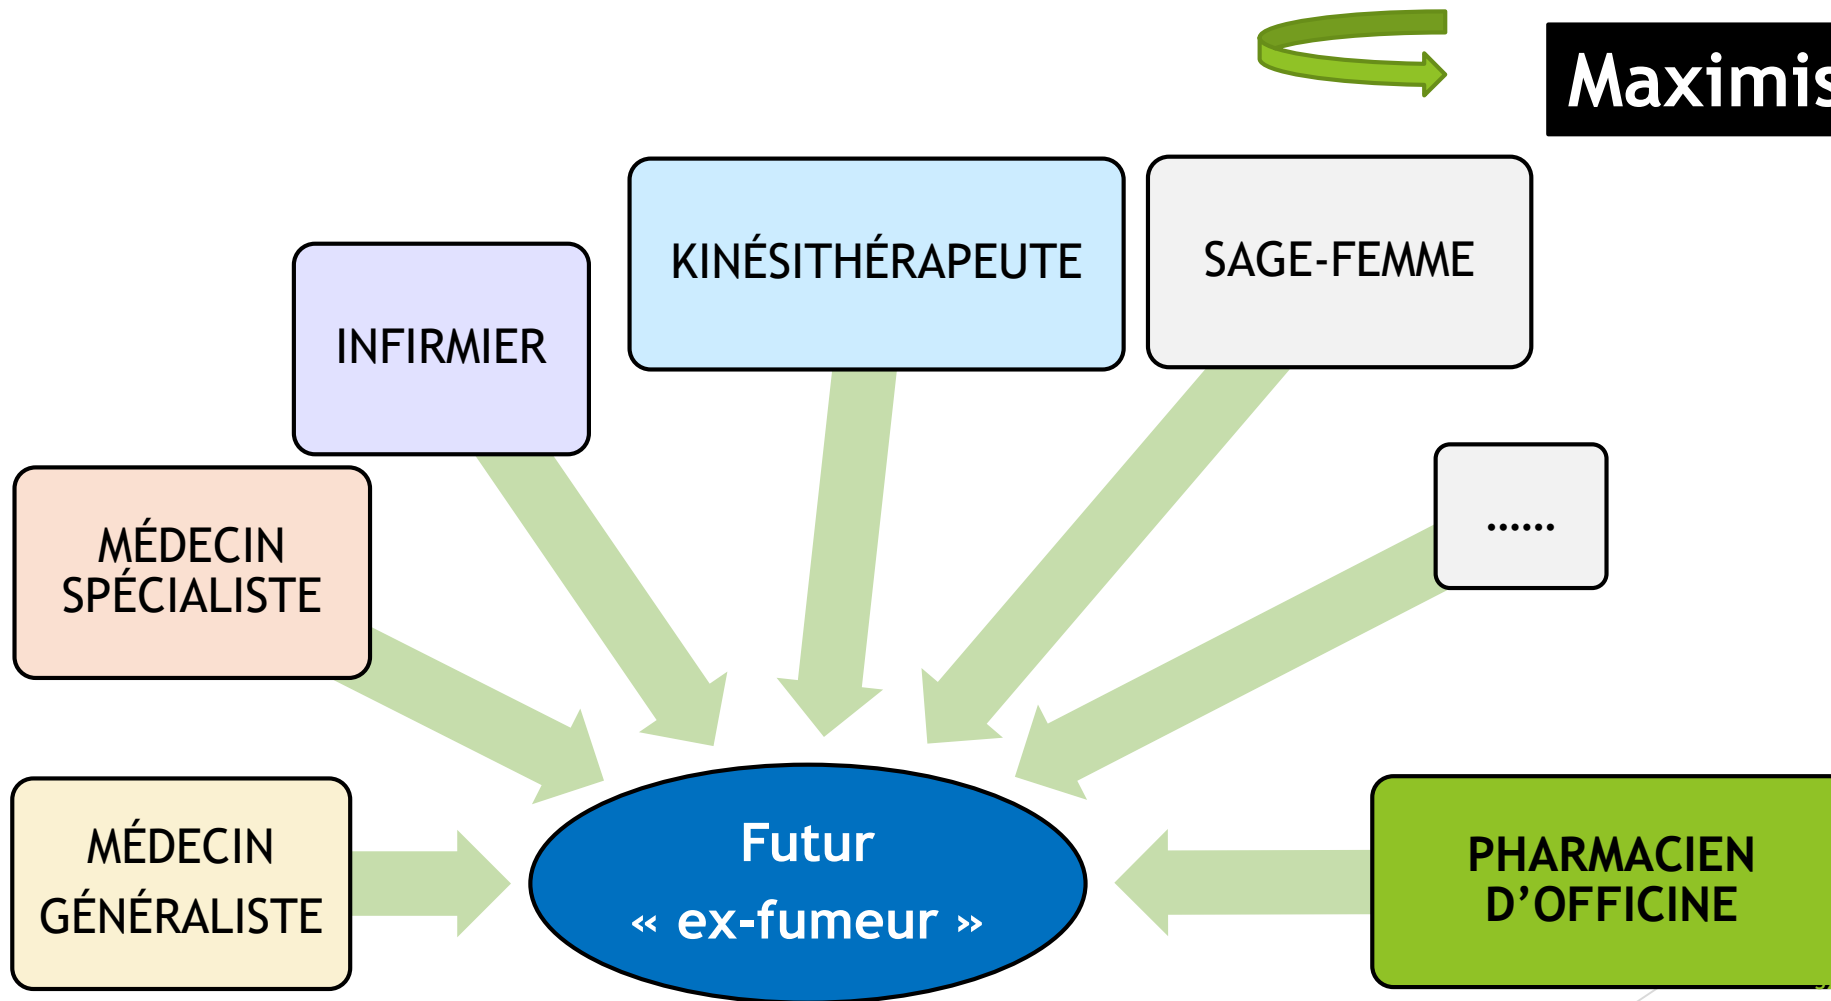 Maximis
KINÉSITHÉRAPEUTE
SAGE-FEMME
INFIRMIER
......
MÉDECIN
SPÉCIALISTE
MÉDECIN
GÉNÉRALISTE
Futur
« ex-fumeur »
PHARMACIEN
D’OFFICINE